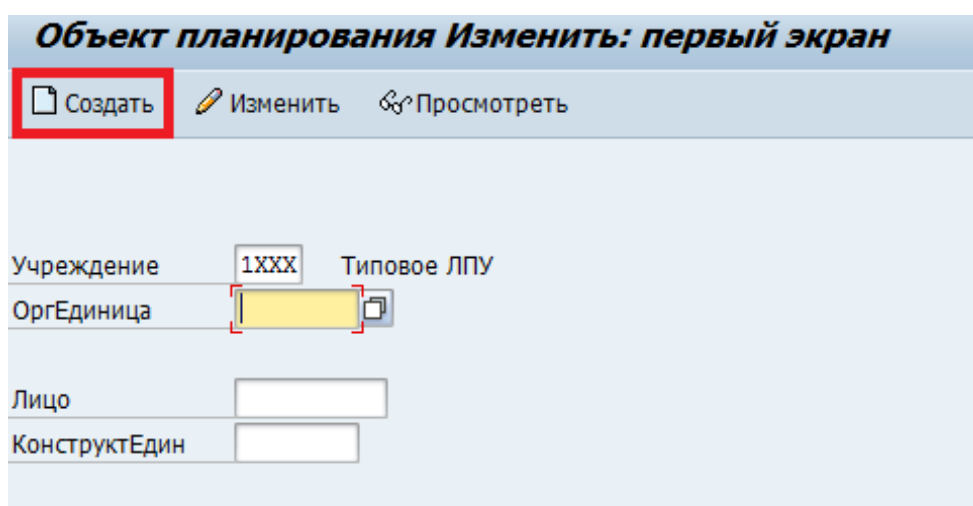 Объект планирования Изменить: первый экран
Создать Изменить Просмотреть
Учреждение 1XXX Типовое ЛПУ
ОргЕдиница
Лицо
КонструктЕдин